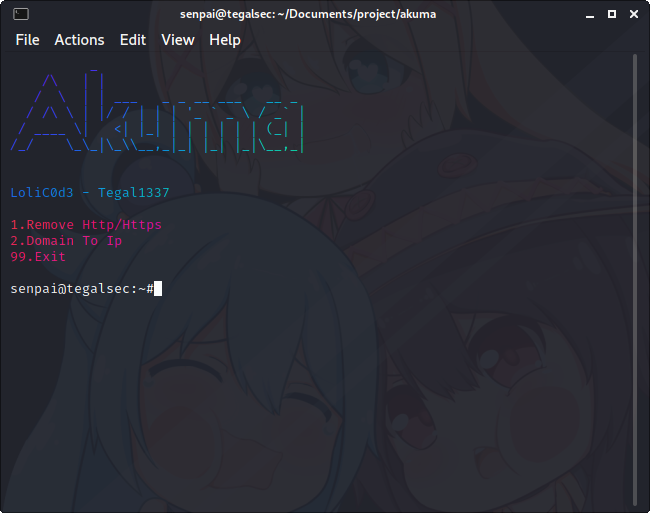 senpai@tegalsec: ~/Documents/project/akuma
File Actions Edit View Help
Akuma
LoliC0d3 - Tegal1337
1.Remove Http/Https
2.Domain To Ip
99.Exit
senpai@tegalsec:~#